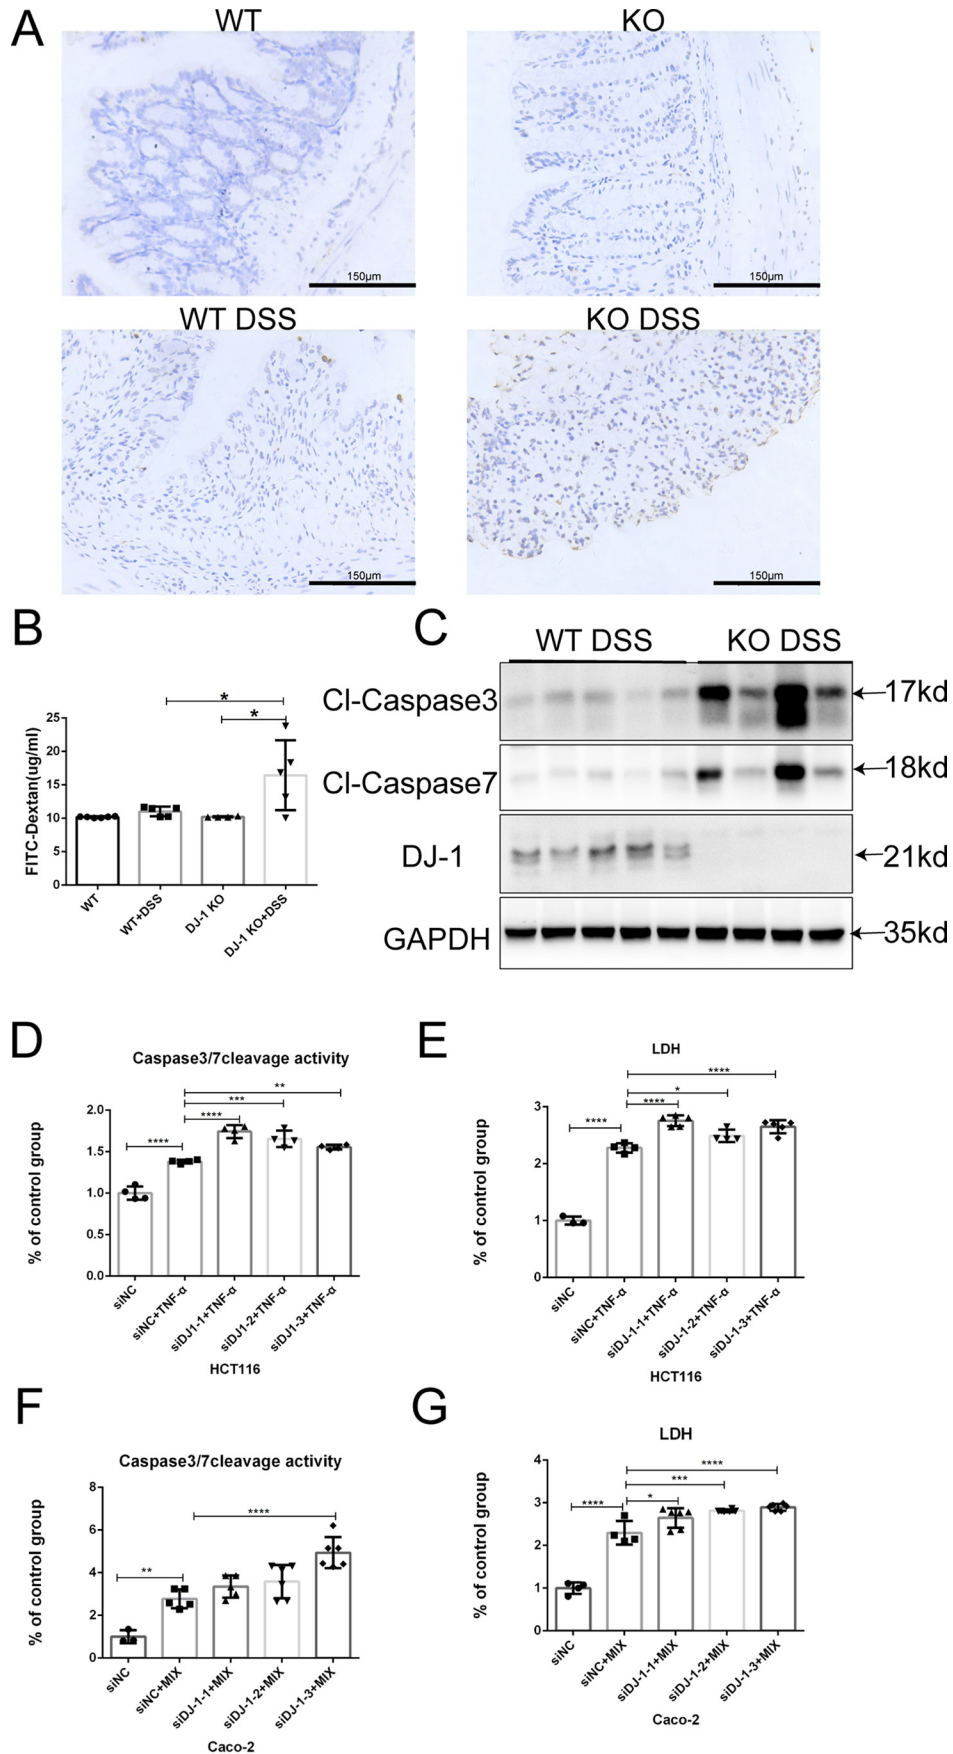 A
WT
KO
150μm
150μm
WT DSS
KO DSS
150μm
150μm
B
FITC-Dextan(ug/ml)
25
20
15
10
5
0
*
*
WT
WT+DSS
DJ-1 KO
DJ-1 KO+DSS
C
WT DSS
KO DSS
Cl-Caspase3
17kd
Cl-Caspase7
18kd
DJ-1
21kd
GAPDH
35kd
D
Caspase3/7cleavage activity
% of control group
2.0
1.5
1.0
0.5
0.0
**
***
****
****
siNC
siNC+TNF-α
siDJ1-1+TNF-α
siDJ1-2+TNF-α
siDJ1-3+TNF-α
HCT116
E
LDH
% of control group
3
2
1
0
****
*
****
****
siNC
siNC+TNF-α
siDJ-1-1+TNF-α
siDJ-1-2+TNF-α
siDJ-1-3+TNF-α
HCT116
F
Caspase3/7cleavage activity
% of control group
8
6
4
2
0
****
**
siNC
siNC+MIX
siDJ-1-1+MIX
siDJ-1-2+MIX
siDJ-1-3+MIX
Caco-2
G
LDH
% of control group
4
3
2
1
0
****
***
*
****
siNC
siNC+MIX
siDJ-1-1+MIX
siDJ-1-2+MIX
siDJ-1-3+MIX
Caco-2